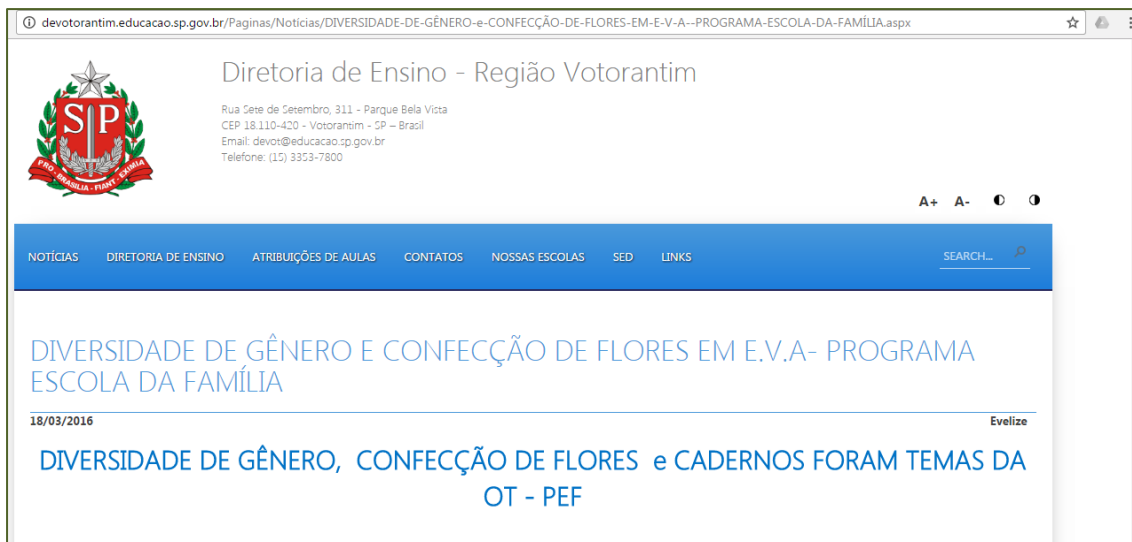 devotorantim.educacao.sp.gov.br/Paginas/Notícias/DIVERSIDADE-DE-GÊNERO-e-CONFECÇÃO-DE-FLORES-EM-E-V-A--PROGRAMA-ESCOLA-DA-FAMÍLIA.aspx
SP
PRO-BRASILIA-FIANT-EXIMIA
Diretoria de Ensino - Região Votorantim
Rua Sete de Setembro, 311 - Parque Bela Vista
CEP 18.110-420 - Votorantim - SP – Brasil
Email: devot@educacao.sp.gov.br
Telefone: (15) 3353-7800
A+ A-
NOTÍCIAS DIRETORIA DE ENSINO ATRIBUIÇÕES DE AULAS CONTATOS NOSSAS ESCOLAS SED LINKS SEARCH...
DIVERSIDADE DE GÊNERO E CONFECÇÃO DE FLORES EM E.V.A- PROGRAMA
ESCOLA DA FAMÍLIA
18/03/2016 Evelize
DIVERSIDADE DE GÊNERO, CONFECÇÃO DE FLORES e CADERNOS FORAM TEMAS DA
OT - PEF